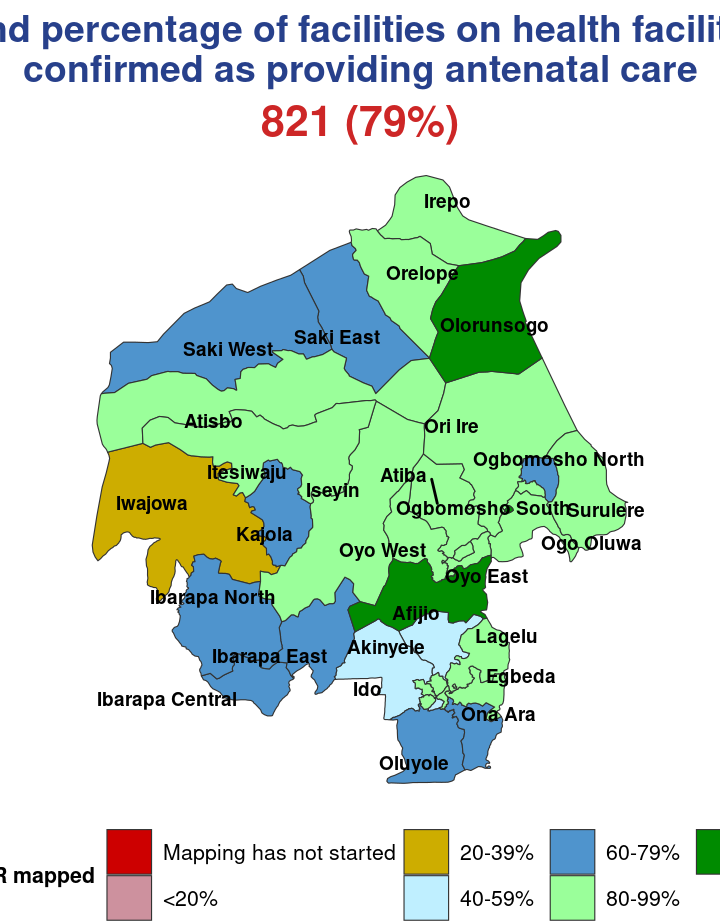 percentage of facilities on health
confirmed as providing antenatal care
821 (79%)
Irepo
Orelope
Olorunsogo
Saki East
Saki West
Atisbo
Ori Ire
Ogbomosho North
Itesiwaju
Atiba
Iseyin
Iwajowa
Ogbomosho South
Surulere
Kajola
Ogo Oluwa
Oyo West
Oyo East
Ibarapa North
Afijio
Lagelu
Akinyele
Ibarapa East
Egbeda
Ido
Ibarapa Central
Ona Ara
Oluyole
mapped
Mapping has not started
20-39%
60-79%
<20%
40-59%
80-99%